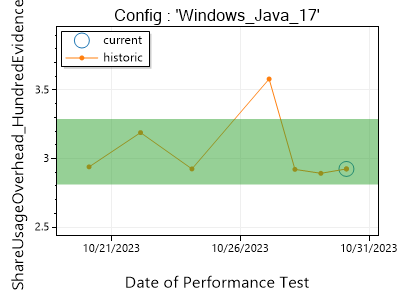 Config : 'Windows_Java_17'
ShareUsageOverhead_HundredEvidence
current
historic
3.5
3
2.5
10/21/2023
10/26/2023
10/31/2023
Date of Performance Test